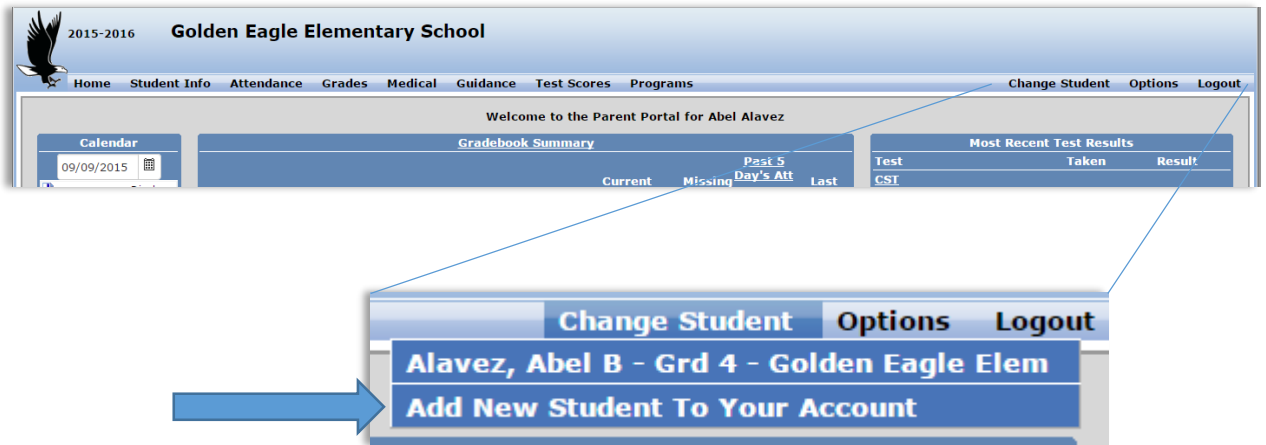 2015-2016 Golden Eagle Elementary School
Home Student Info Attendance Grades Medical Guidance Test Scores Programs Change Student Options Logout
Welcome to the Parent Portal for Abel Alavez
Calendar
09/09/2015
Gradebook Summary
Past 5
Current Missing Day's Att Last
Most Recent Test Results
Test Taken Result
CST
Change Student Options Logout
Alavez, Abel B - Grd 4 - Golden Eagle Elem
Add New Student To Your Account